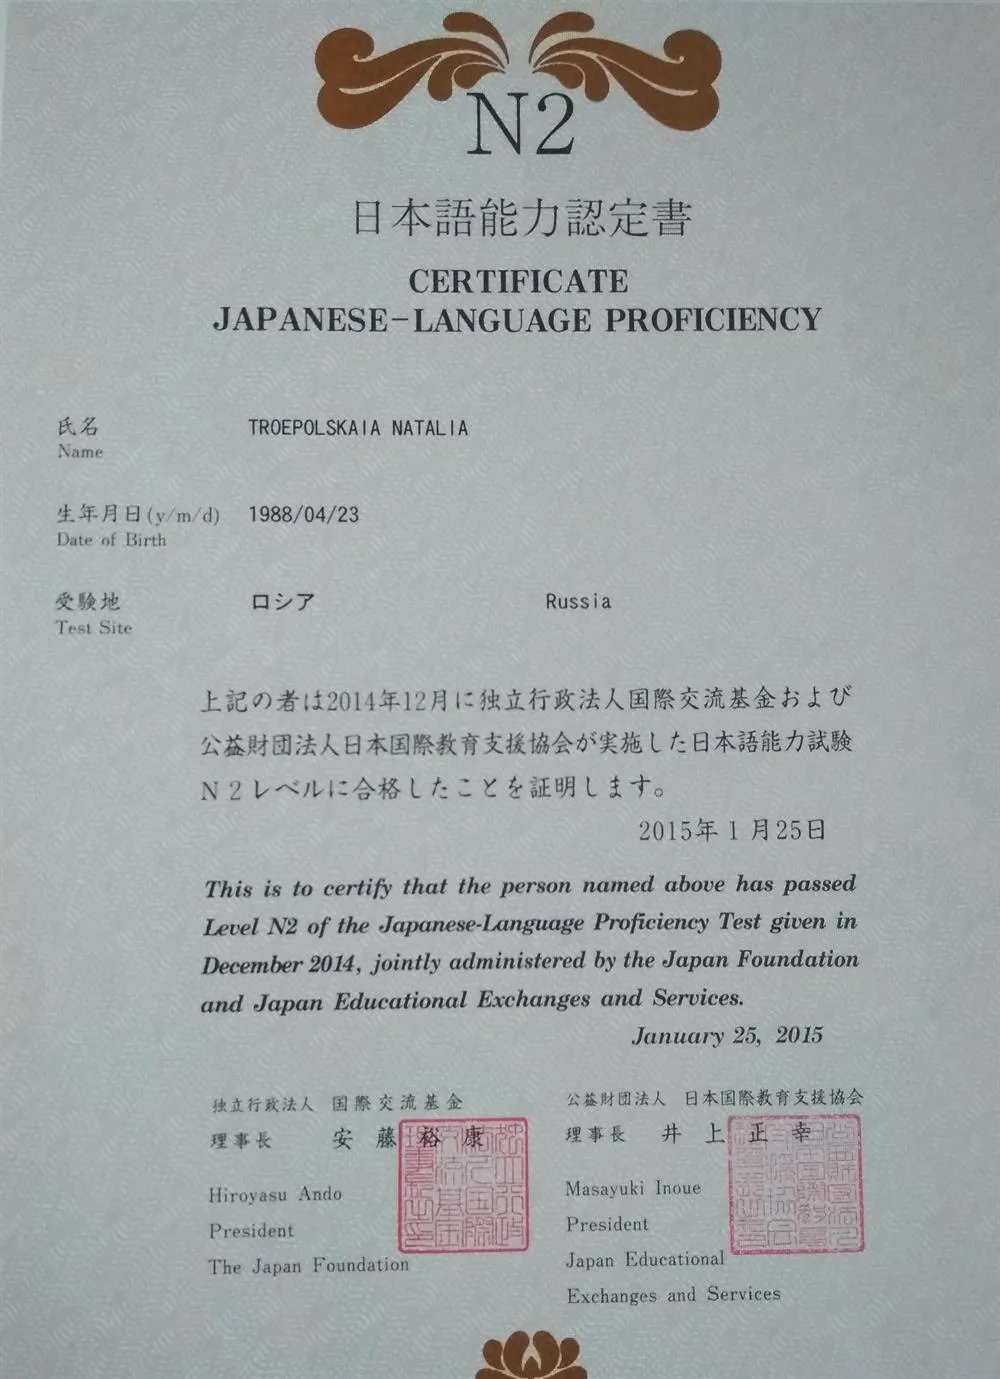 N2
日本語能力認定書
CERTIFICATE
JAPANESE-LANGUAGE PROFICIENCY
氏名 TROEPOLSKAIA NATALIA
Name
生年月日(y/m/d) 1988/04/23
Date of Birth
受験地 ロシア Russia
Test Site
上記の者は2014年12月に独立行政法人国際交流基金および
公益財団法人日本国際教育支援協会が実施した日本語能力試験
N2レベルに合格したことを証明します。
2015年1月25日
This is to certify that the person named above has passed
Level N2 of the Japanese-Language Proficiency Test given in
December 2014, jointly administered by the Japan Foundation
and Japan Educational Exchanges and Services.
January 25, 2015
独立行政法人 国際交流基金
理事長 安藤裕康
Hiroyasu Ando
President
The Japan Foundation
公益財団法人 日本国際教育支援協会
理事長 井上正幸
Masayuki Inoue
President
Japan Educational
Exchanges and Services